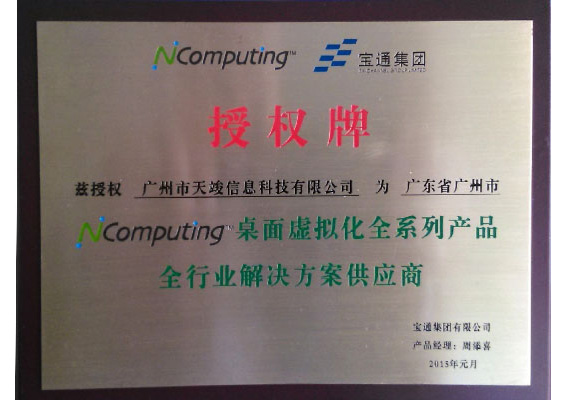 NComputing™ 宝通集团
授权牌
兹授权 广州市天竣信息科技有限公司 为 广东省广州市
NComputing™ 桌面虚拟化全系列产品
全行业解决方案供应商
宝通集团有限公司
产品经理：周添喜
2015年元月